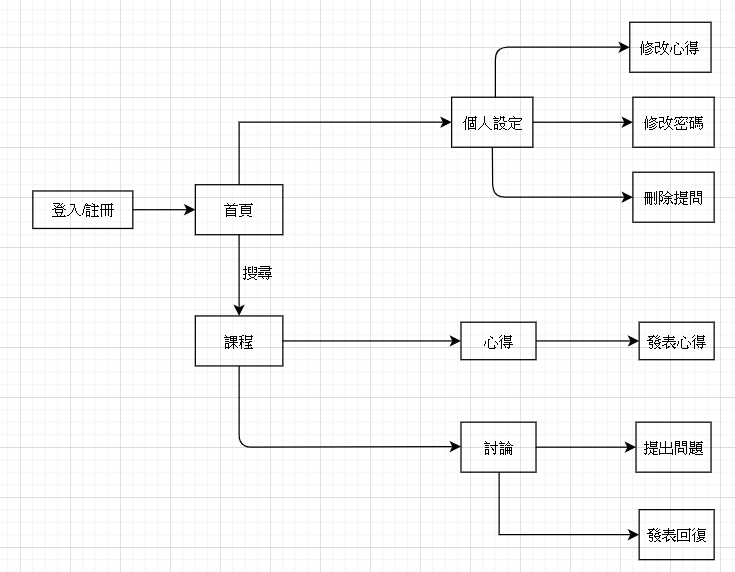 修改心得
個人設定
修改密碼
刪除提問
登入/註冊
首頁
搜尋
課程
心得
發表心得
討論
提出問題
發表回復